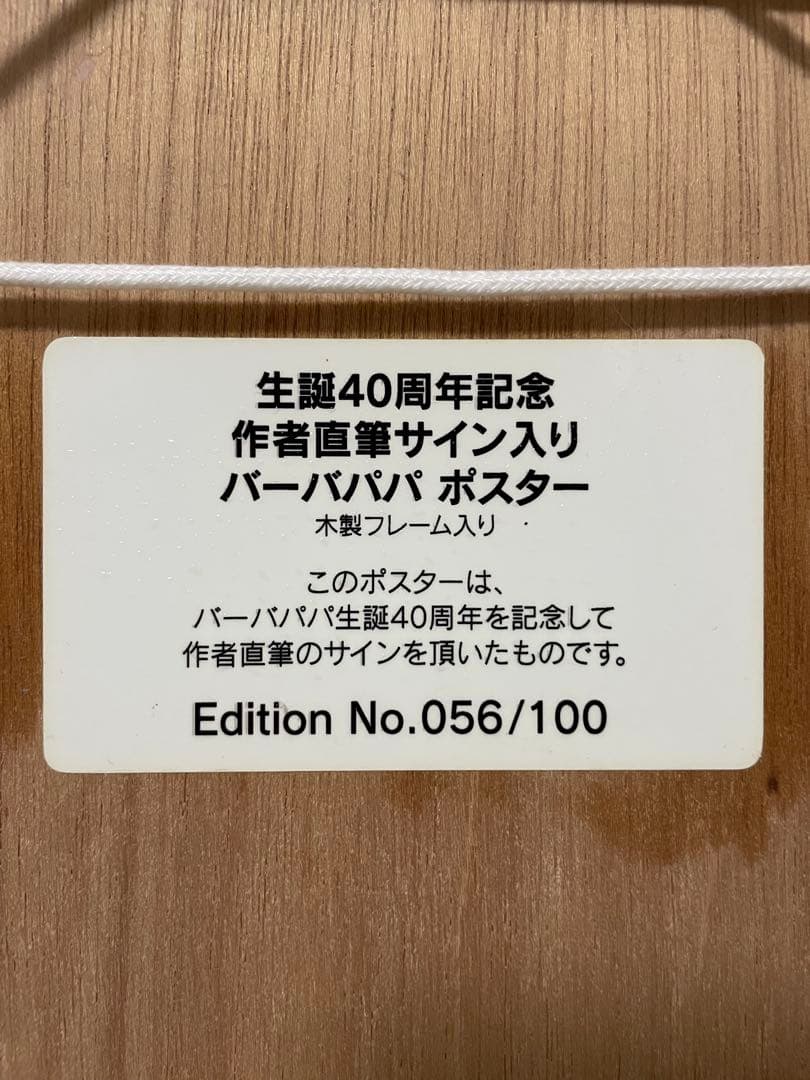 生誕40周年記念
作者直筆サイン入り
バーバパパ ポスター
木製フレーム入り
このポスターは、
バーバパパ生誕40周年を記念して
作者直筆のサインを頂いたものです。
Edition No.056/100